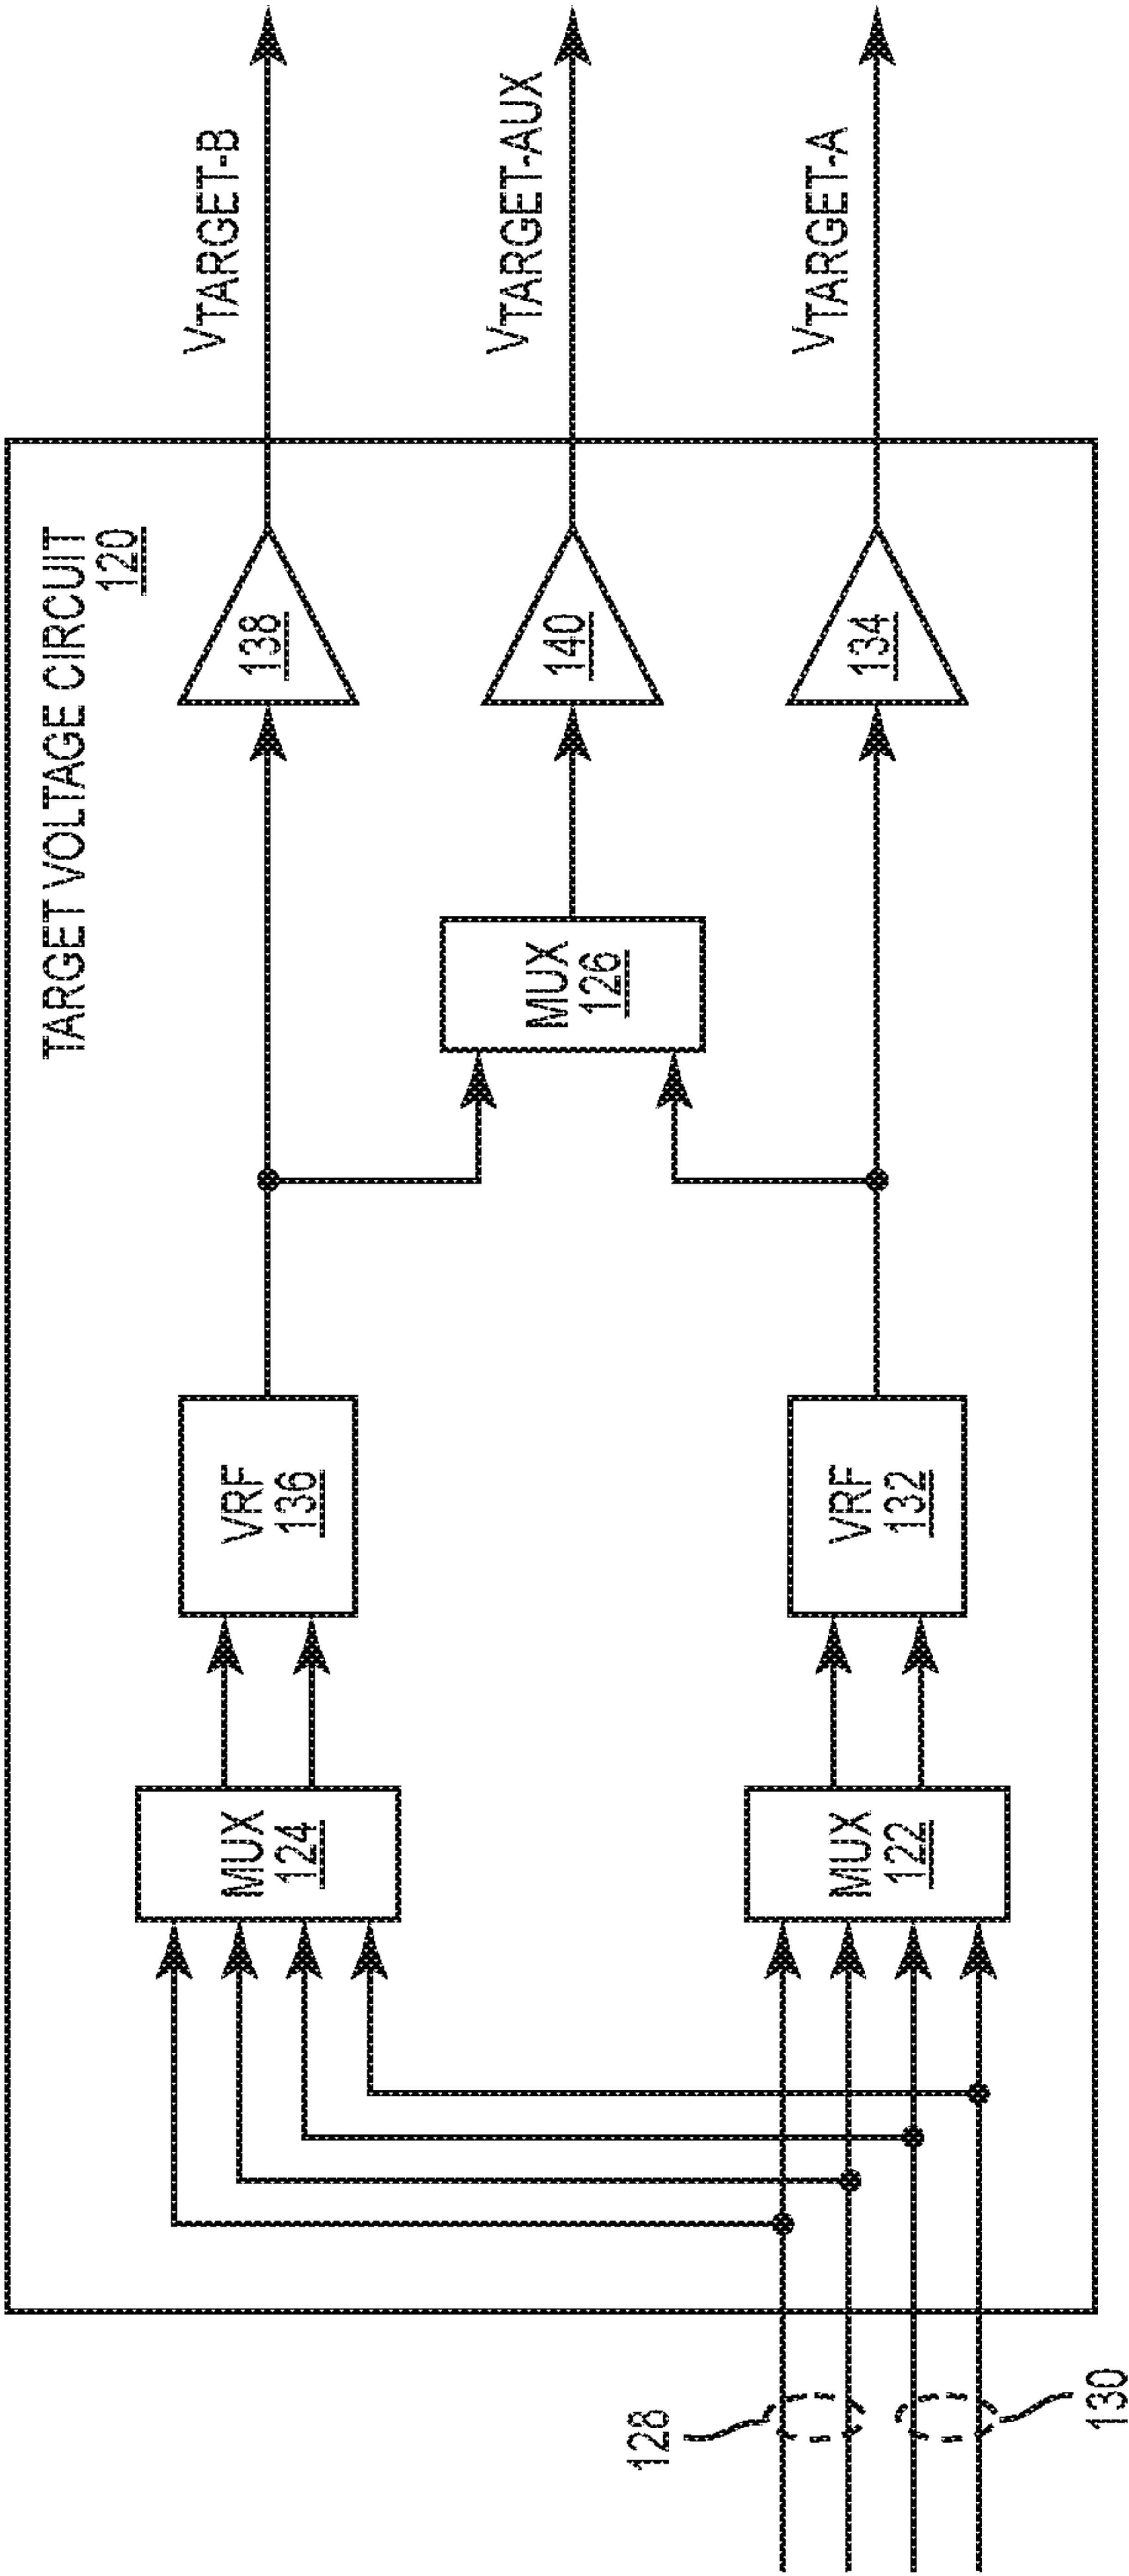 TARGET VOLTAGE CIRCUIT
120
VTARGET-B
VTARGET-AUX
VTARGET-A
138
140
134
MUX
126
VRF
136
VRF
132
MUX
124
MUX
122
128
130